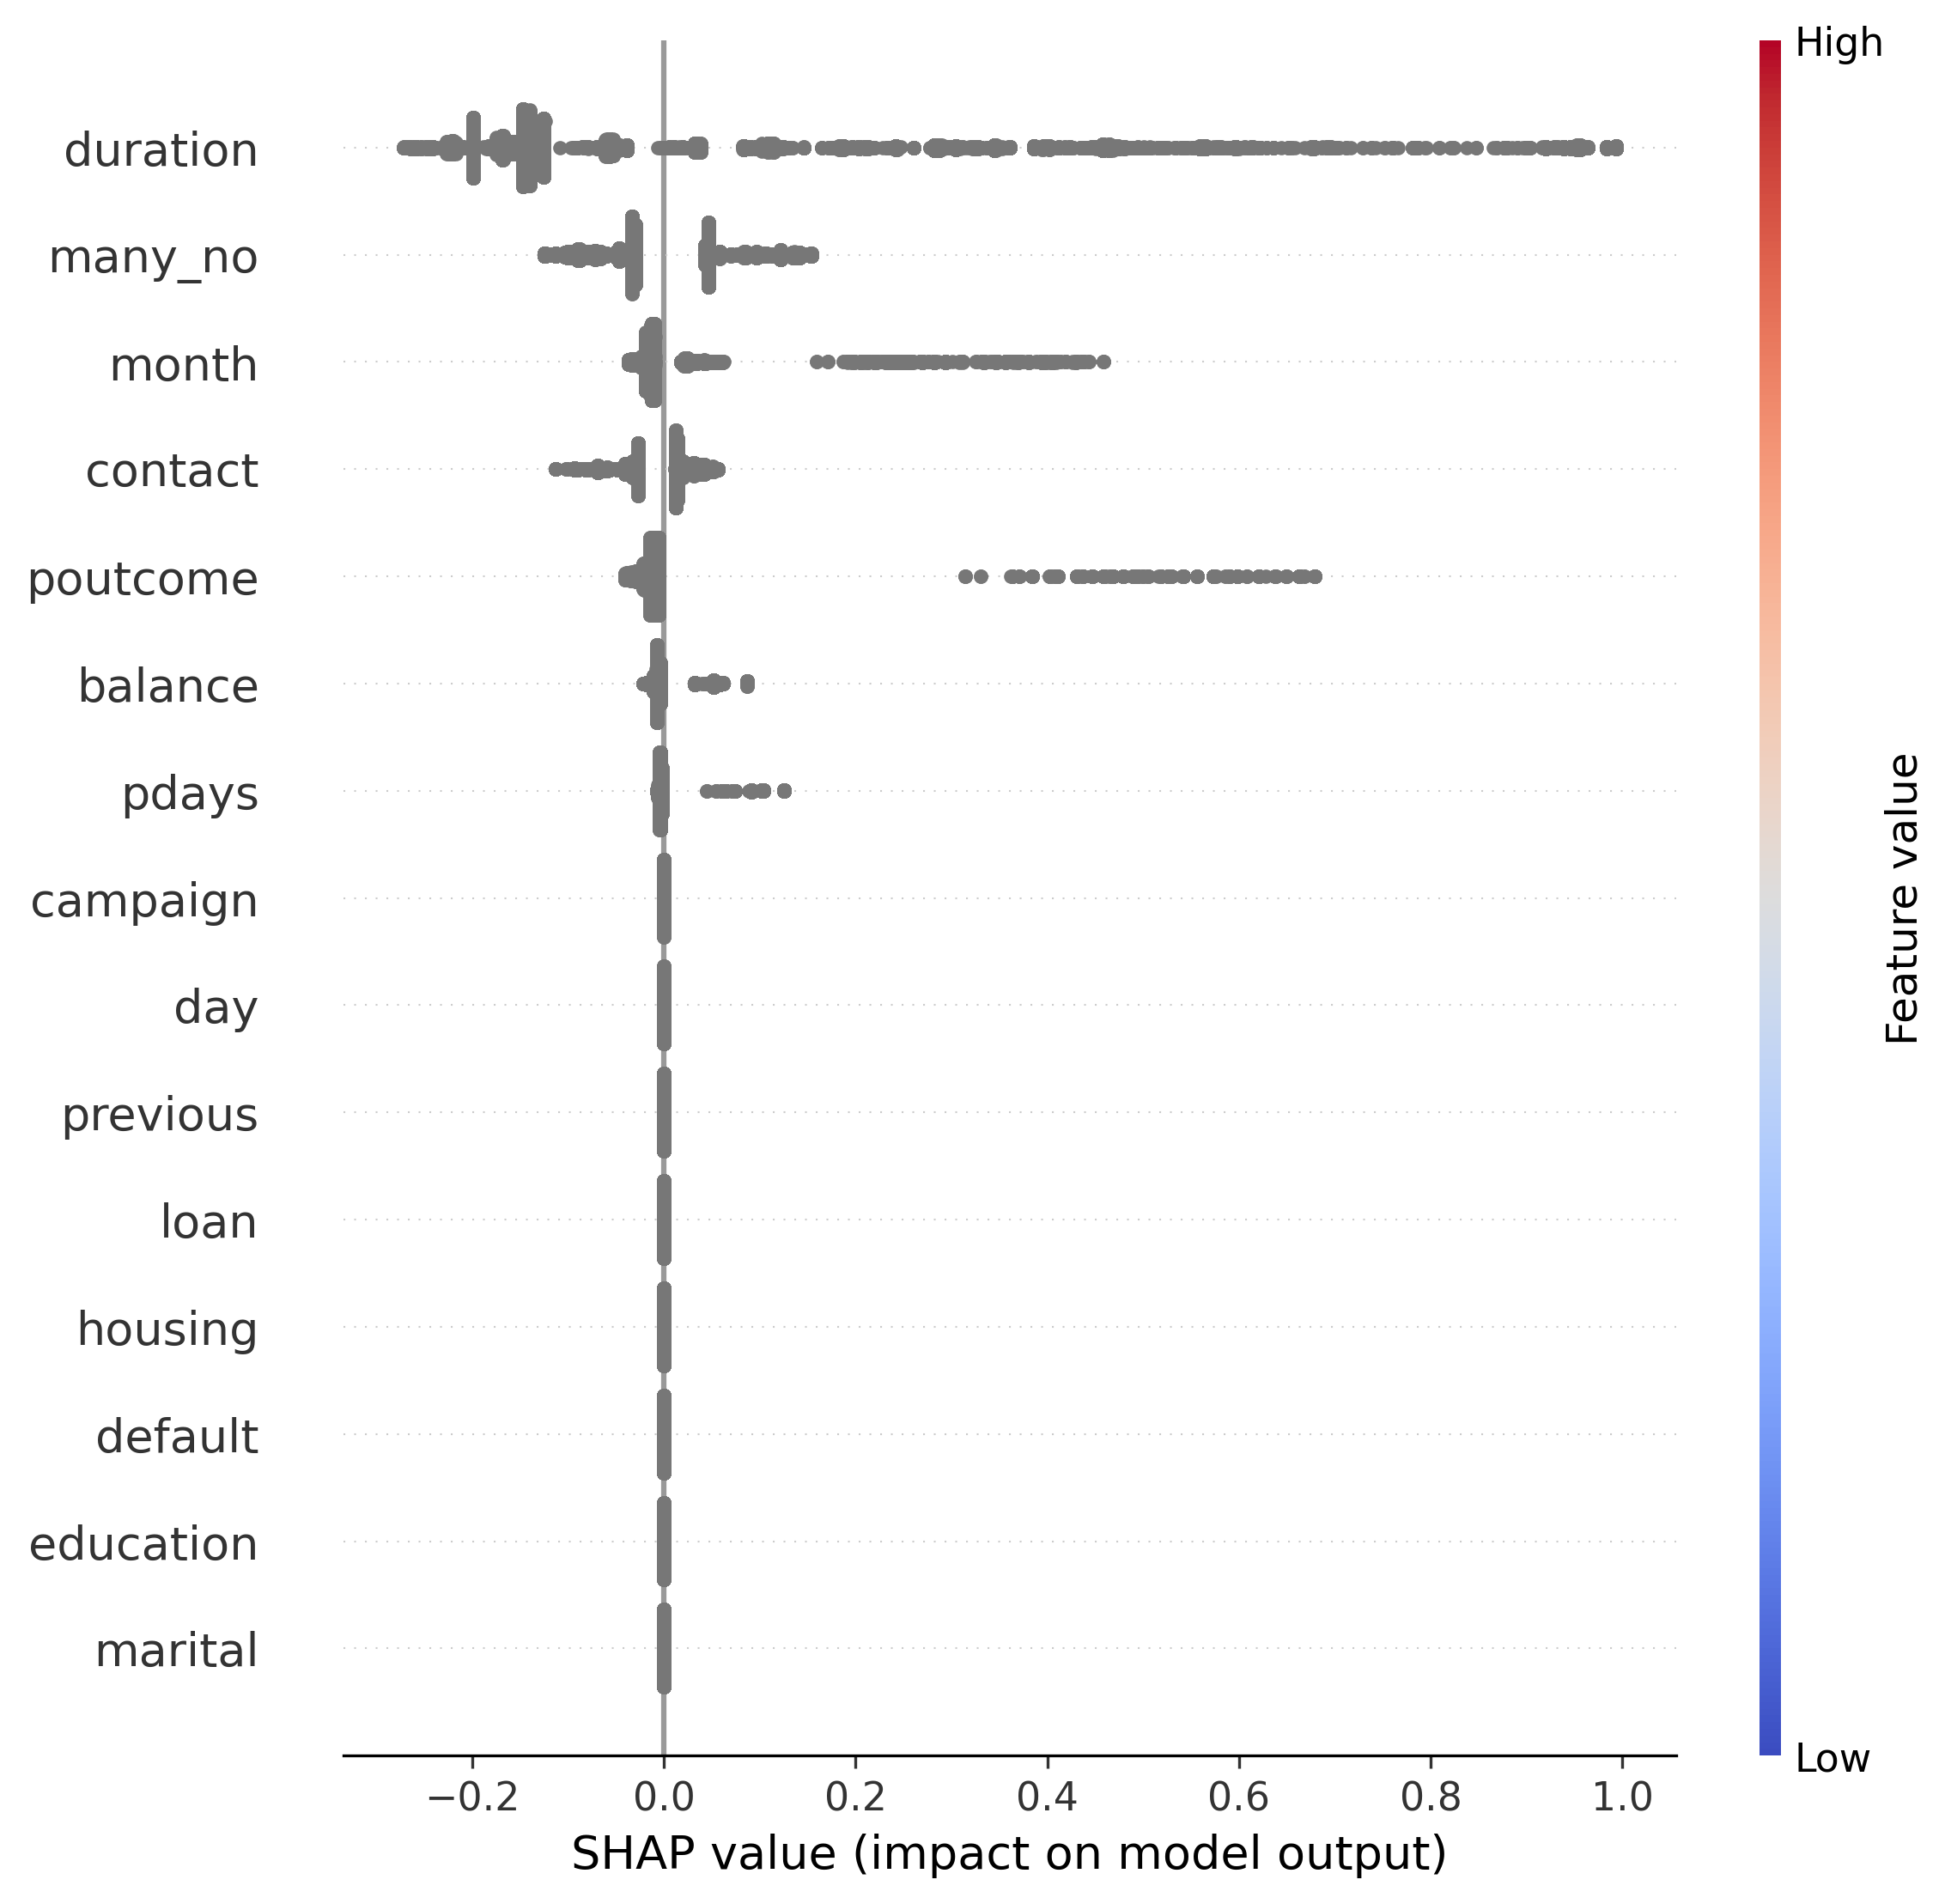 High
duration
many_no
month
contact
poutcome
balance
pdays
campaign
day
previous
loan
housing
default
education
marital
Feature value
Low
−0.2 0.0 0.2 0.4 0.6 0.8 1.0
SHAP value (impact on model output)